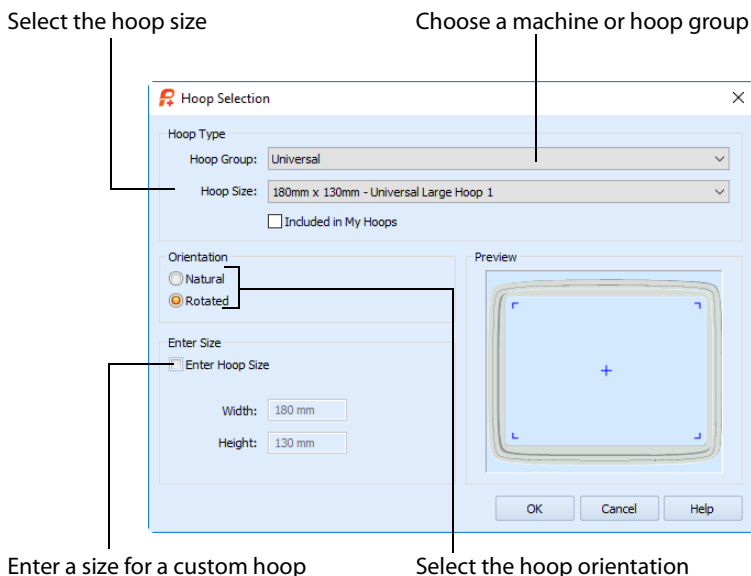 Select the hoop size
Choose a machine or hoop group
Hoop Selection
Hoop Type
Hoop Group: Universal
Hoop Size: 180mm x 130mm - Universal Large Hoop 1
Included in My Hoops
Orientation
Natural
Rotated
Preview
Enter Size
Enter Hoop Size
Width: 180 mm
Height: 130 mm
OK Cancel Help
Enter a size for a custom hoop
Select the hoop orientation